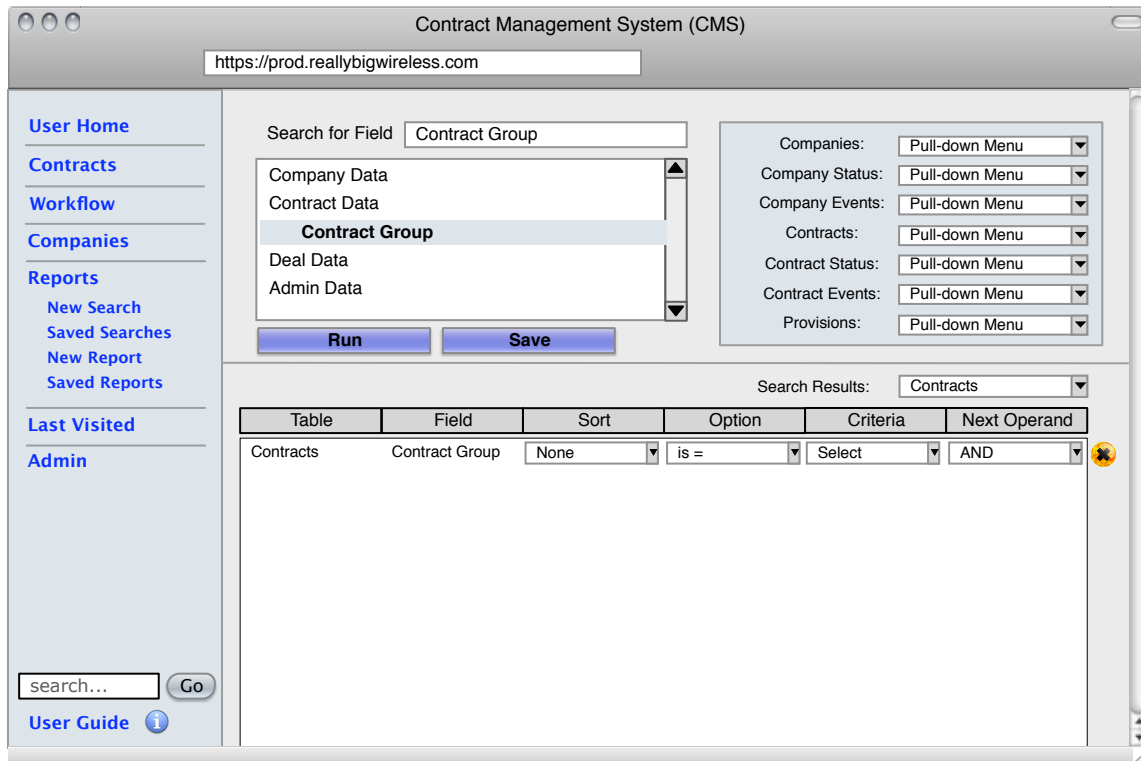 Contract Management System (CMS)
https://prod.reallybigwireless.com
User Home
Contracts
Workflow
Companies
Reports
New Search
Saved Searches
New Report
Saved Reports
Last Visited
Admin
search...
Go
User Guide
i
Search for Field Contract Group
Company Data
Contract Data
Contract Group
Deal Data
Admin Data
Run Save
Companies: Pull-down Menu
Company Status: Pull-down Menu
Company Events: Pull-down Menu
Contracts: Pull-down Menu
Contract Status: Pull-down Menu
Contract Events: Pull-down Menu
Provisions: Pull-down Menu
Search Results: Contracts
Table Field Sort Option Criteria Next Operand
Contracts Contract Group None is = Select AND